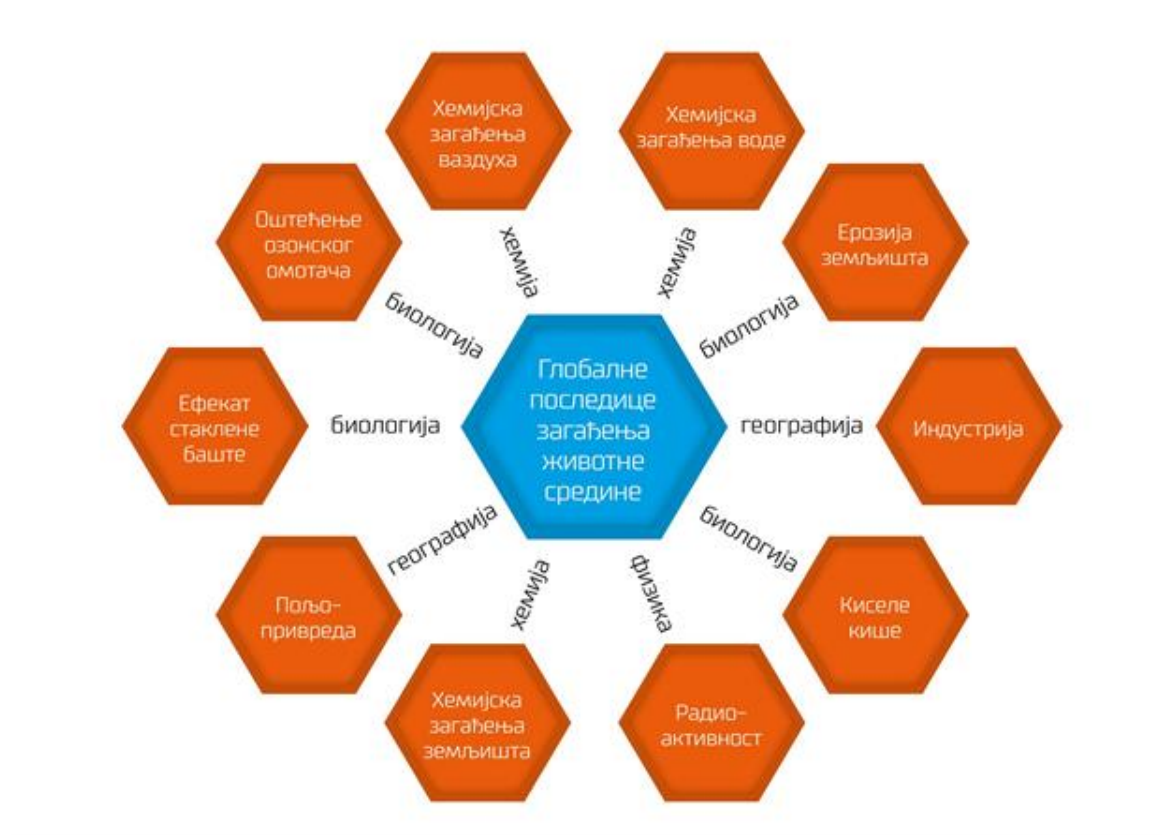 Хемијска
загађења
ваздуха
Хемијска
загађења воде
Оштећење
озонског
омотача
Ерозија
земљишта
хемија
хемија
биологија
биологија
Ефекат
стаклене
баште
биологија
Глобалне
последице
загађења
животне
средине
географија
Индустрија
географија
биологија
хемија
физика
Пољо-
привреда
Киселе
кише
Хемијска
загађења
земљишта
Радио-
активност